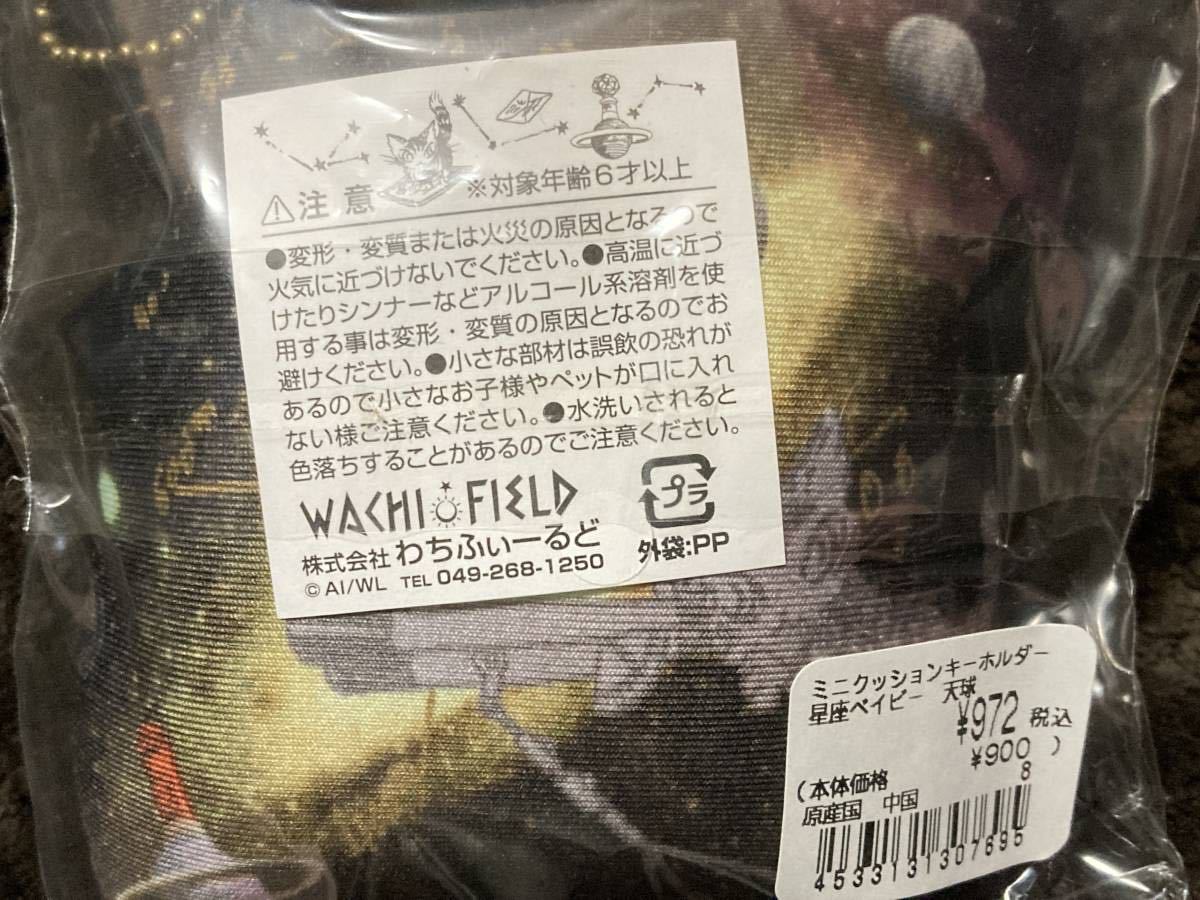 ⚠注意 ※対象年齢6才以上
●変形・変質または火災の原因となるので
火気に近づけないでください。●高温に近づ
けたりシンナーなどアルコール系溶剤を使
用する事は変形・変質の原因となるのでお
避けください。●小さな部材は誤飲の恐れが
あるので小さなお子様やペットが口に入れ
ない様ご注意ください。●水洗いされると
色落ちすることがあるのでご注意ください。
WACHI FIELD
株式会社 わちふぃーるど
©AI/WL TEL 049-268-1250
プラ
外袋:PP
ミニクッションキーホルダー
星座ベイビー 天球
¥972 税込
¥900 )
8
(本体価格
原産国 中国
4533131307695